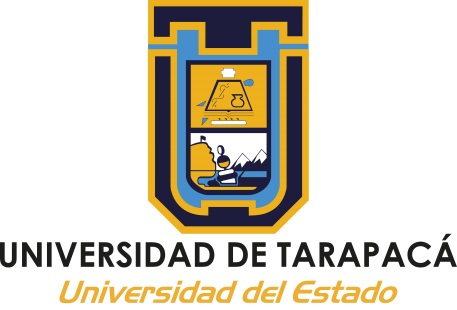 UNIVERSIDAD DE TARAPACÁ
Universidad del Estado